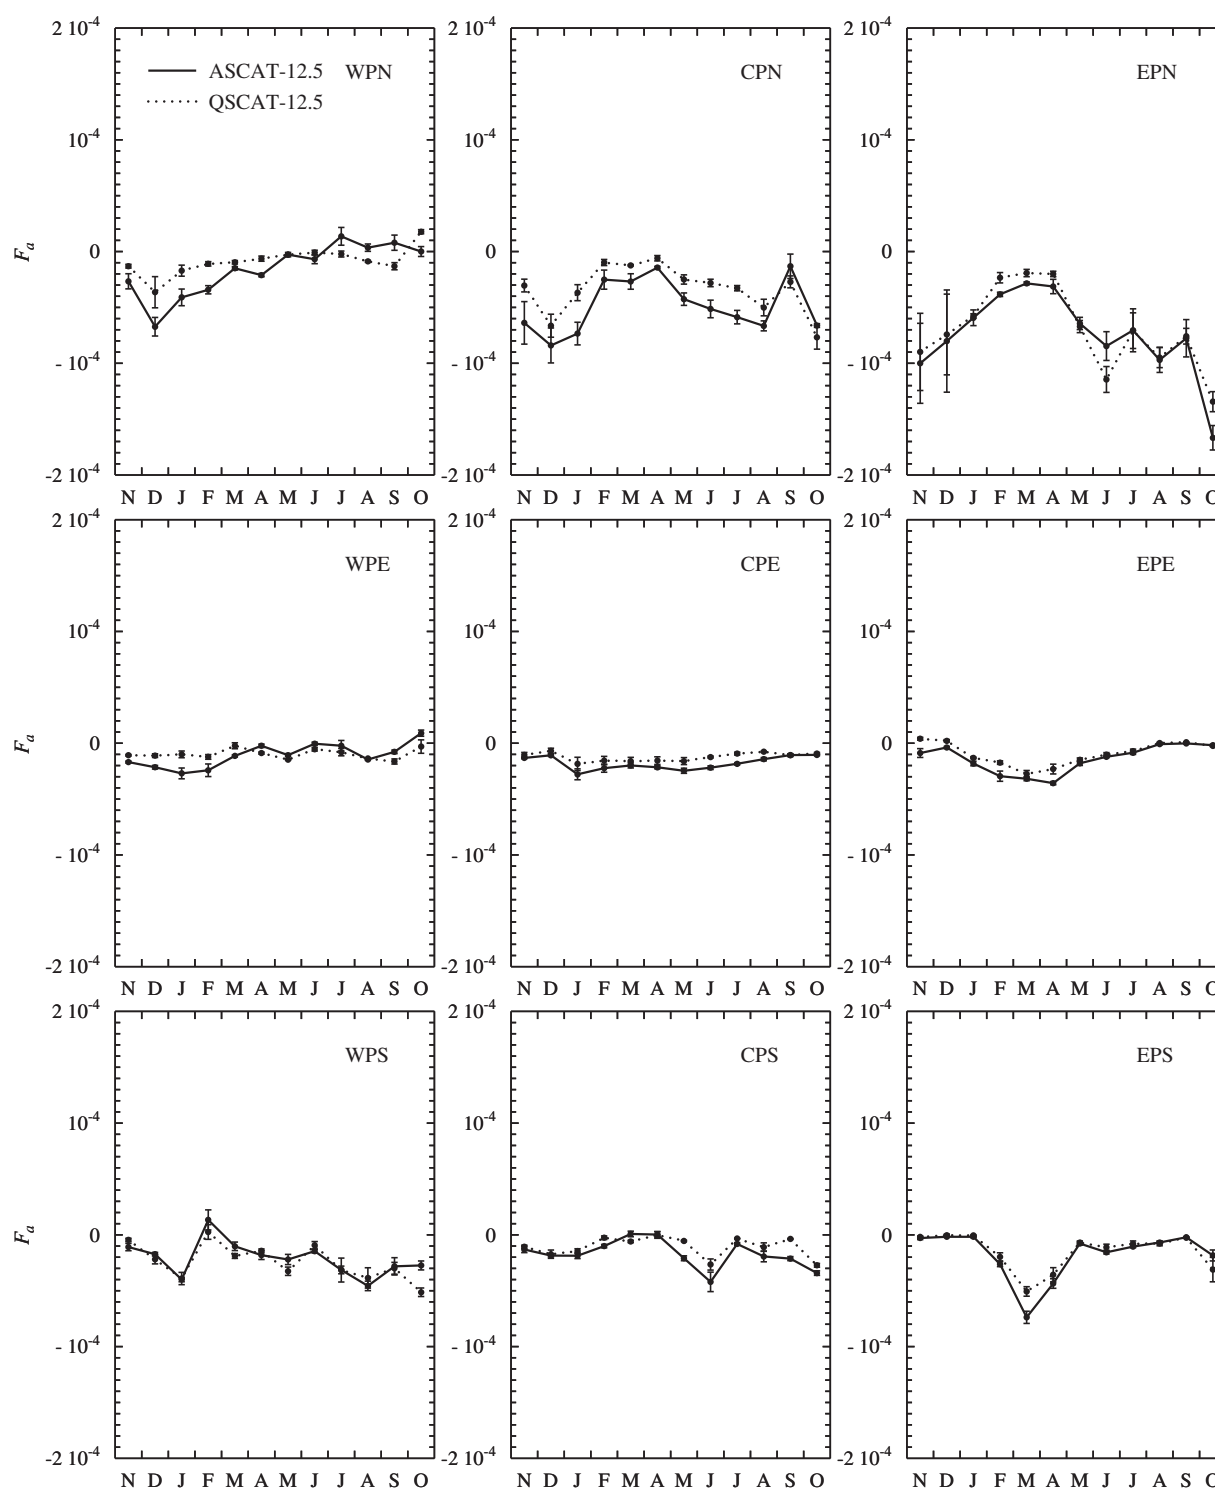 2 10⁻⁴ 2 10⁻⁴ 2 10⁻⁴
ASCAT-12.5 WPN CPN EPN
QSCAT-12.5
10⁻⁴ 10⁻⁴ 10⁻⁴
Fₐ 0 0 0
- 10⁻⁴ - 10⁻⁴ - 10⁻⁴
-2 10⁻⁴ -2 10⁻⁴ -2 10⁻⁴
N D J F M A M J J A S O N D J F M A M J J A S O N D J F M A M J J A S O
2 10⁻⁴ 2 10⁻⁴ 2 10⁻⁴
WPE CPE EPE
10⁻⁴ 10⁻⁴ 10⁻⁴
Fₐ 0 0 0
- 10⁻⁴ - 10⁻⁴ - 10⁻⁴
-2 10⁻⁴ -2 10⁻⁴ -2 10⁻⁴
N D J F M A M J J A S O N D J F M A M J J A S O N D J F M A M J J A S O
2 10⁻⁴ 2 10⁻⁴ 2 10⁻⁴
WPS CPS EPS
10⁻⁴ 10⁻⁴ 10⁻⁴
Fₐ 0 0 0
- 10⁻⁴ - 10⁻⁴ - 10⁻⁴
-2 10⁻⁴ -2 10⁻⁴ -2 10⁻⁴
N D J F M A M J J A S O N D J F M A M J J A S O N D J F M A M J J A S O